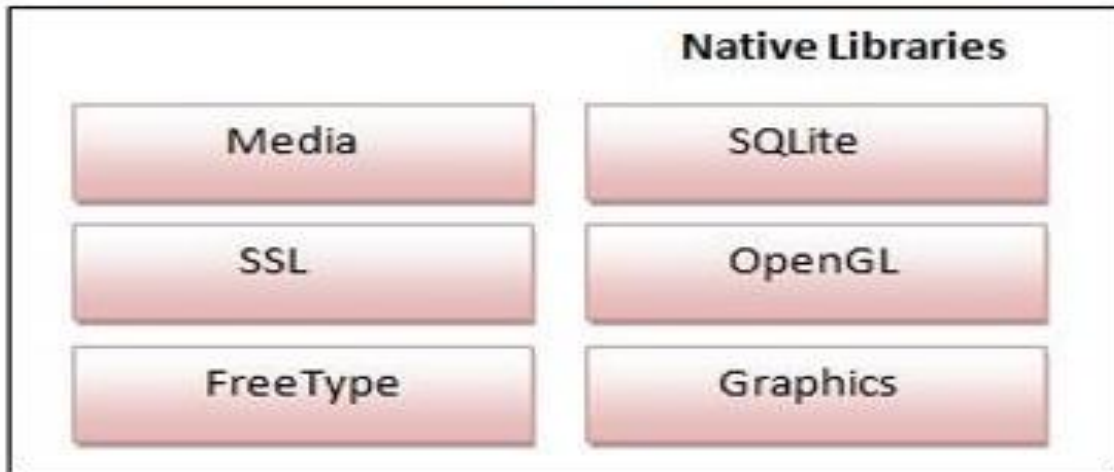 Native Libraries
Media
SQLite
SSL
OpenGL
FreeType
Graphics